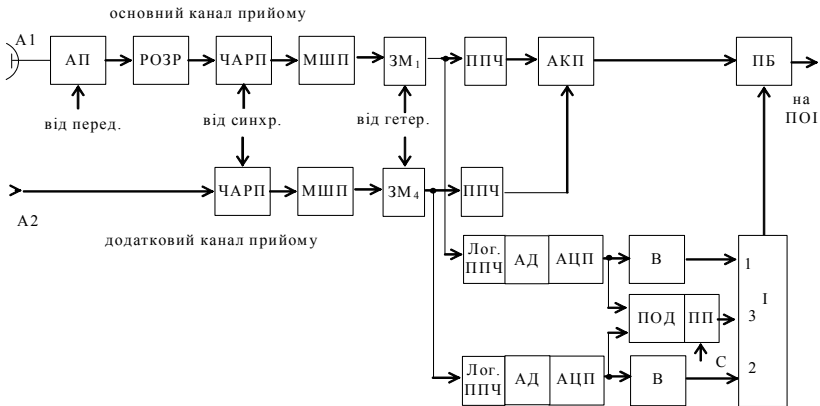 основний канал прийому
А1
АП
РОЗР
ЧАРП
МШП
ЗМ₁
ППЧ
АКП
ПБ
на
ПОІ
від перед.
від синхр.
від гетер.
ЧАРП
МШП
ЗМ₄
ППЧ
А2
додатковий канал прийому
Лог.
ППЧ
АД
АЦП
В
1
І
ПОД
ПП
3
С
Лог.
ППЧ
АД
АЦП
В
2